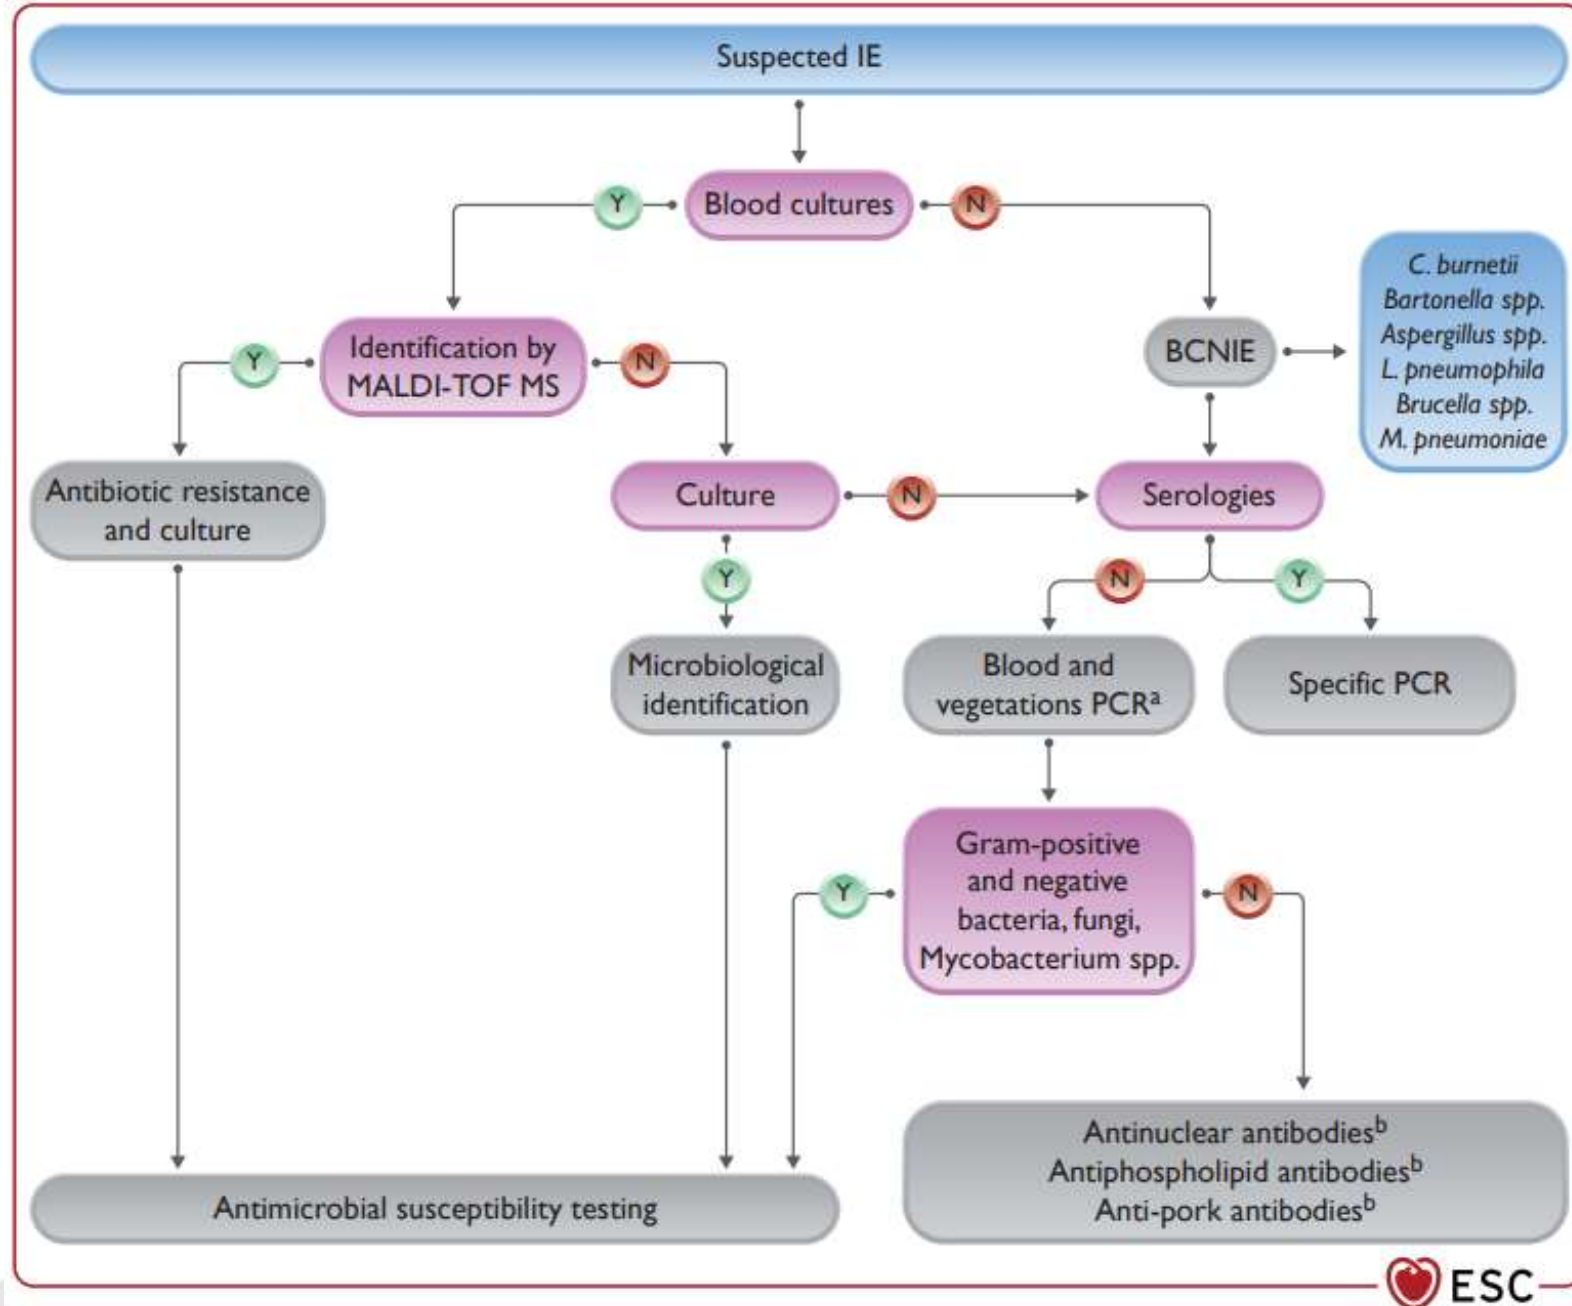 Suspected IE
Y
Blood cultures
N
C. burnetii
Bartonella spp.
Aspergillus spp.
L. pneumophila
Brucella spp.
M. pneumoniae
Y
Identification by
MALDI-TOF MS
N
BCNIE
Antibiotic resistance
and culture
Culture
N
Serologies
Y
N
Y
Microbiological
identification
Blood and
vegetations PCRᵃ
Specific PCR
Y
Gram-positive
and negative
bacteria, fungi,
Mycobacterium spp.
N
Antinuclear antibodiesᵇ
Antiphospholipid antibodiesᵇ
Anti-pork antibodiesᵇ
Antimicrobial susceptibility testing
ESC